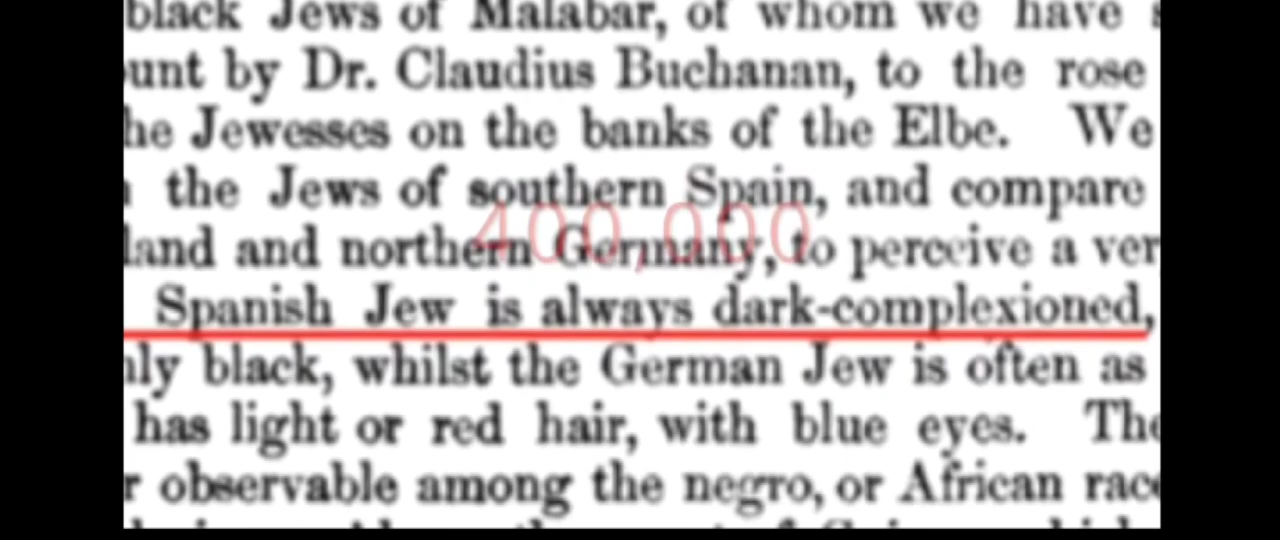 black Jews of Malabar, of whom we have
unt by Dr. Claudius Buchanan, to the rose
he Jewesses on the banks of the Elbe. We
the Jews of southern Spain, and compare
400,000
land and northern Germany, to perceive a ver
Spanish Jew is always dark-complexioned,
ly black, whilst the German Jew is often as
has light or red hair, with blue eyes. The
r observable among the negro, or African race